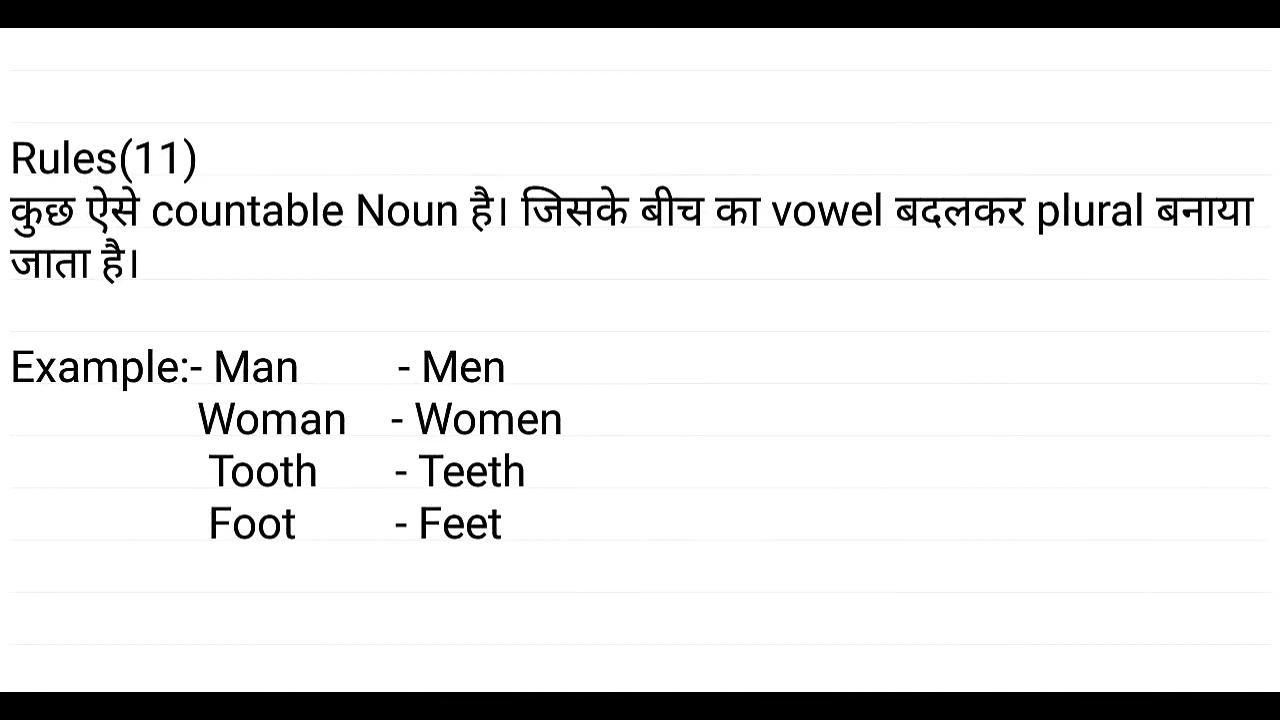 Rules(11)
कुछ ऐसे countable Noun है। जिसके बीच का vowel बदलकर plural बनाया
जाता है।
Example:- Man - Men
Woman - Women
Tooth - Teeth
Foot - Feet